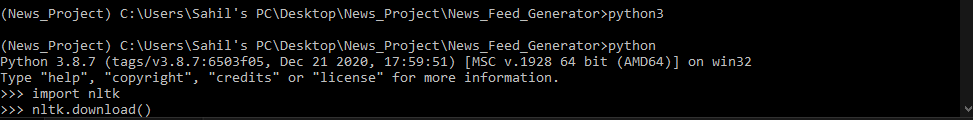 (News_Project) C:\Users\Sahil's PC\Desktop\News_Project\News_Feed_Generator>python3
(News_Project) C:\Users\Sahil's PC\Desktop\News_Project\News_Feed_Generator>python
Python 3.8.7 (tags/v3.8.7:6503f05, Dec 21 2020, 17:59:51) [MSC v.1928 64 bit (AMD64)] on win32
Type "help", "copyright", "credits" or "license" for more information.
>>> import nltk
>>> nltk.download()